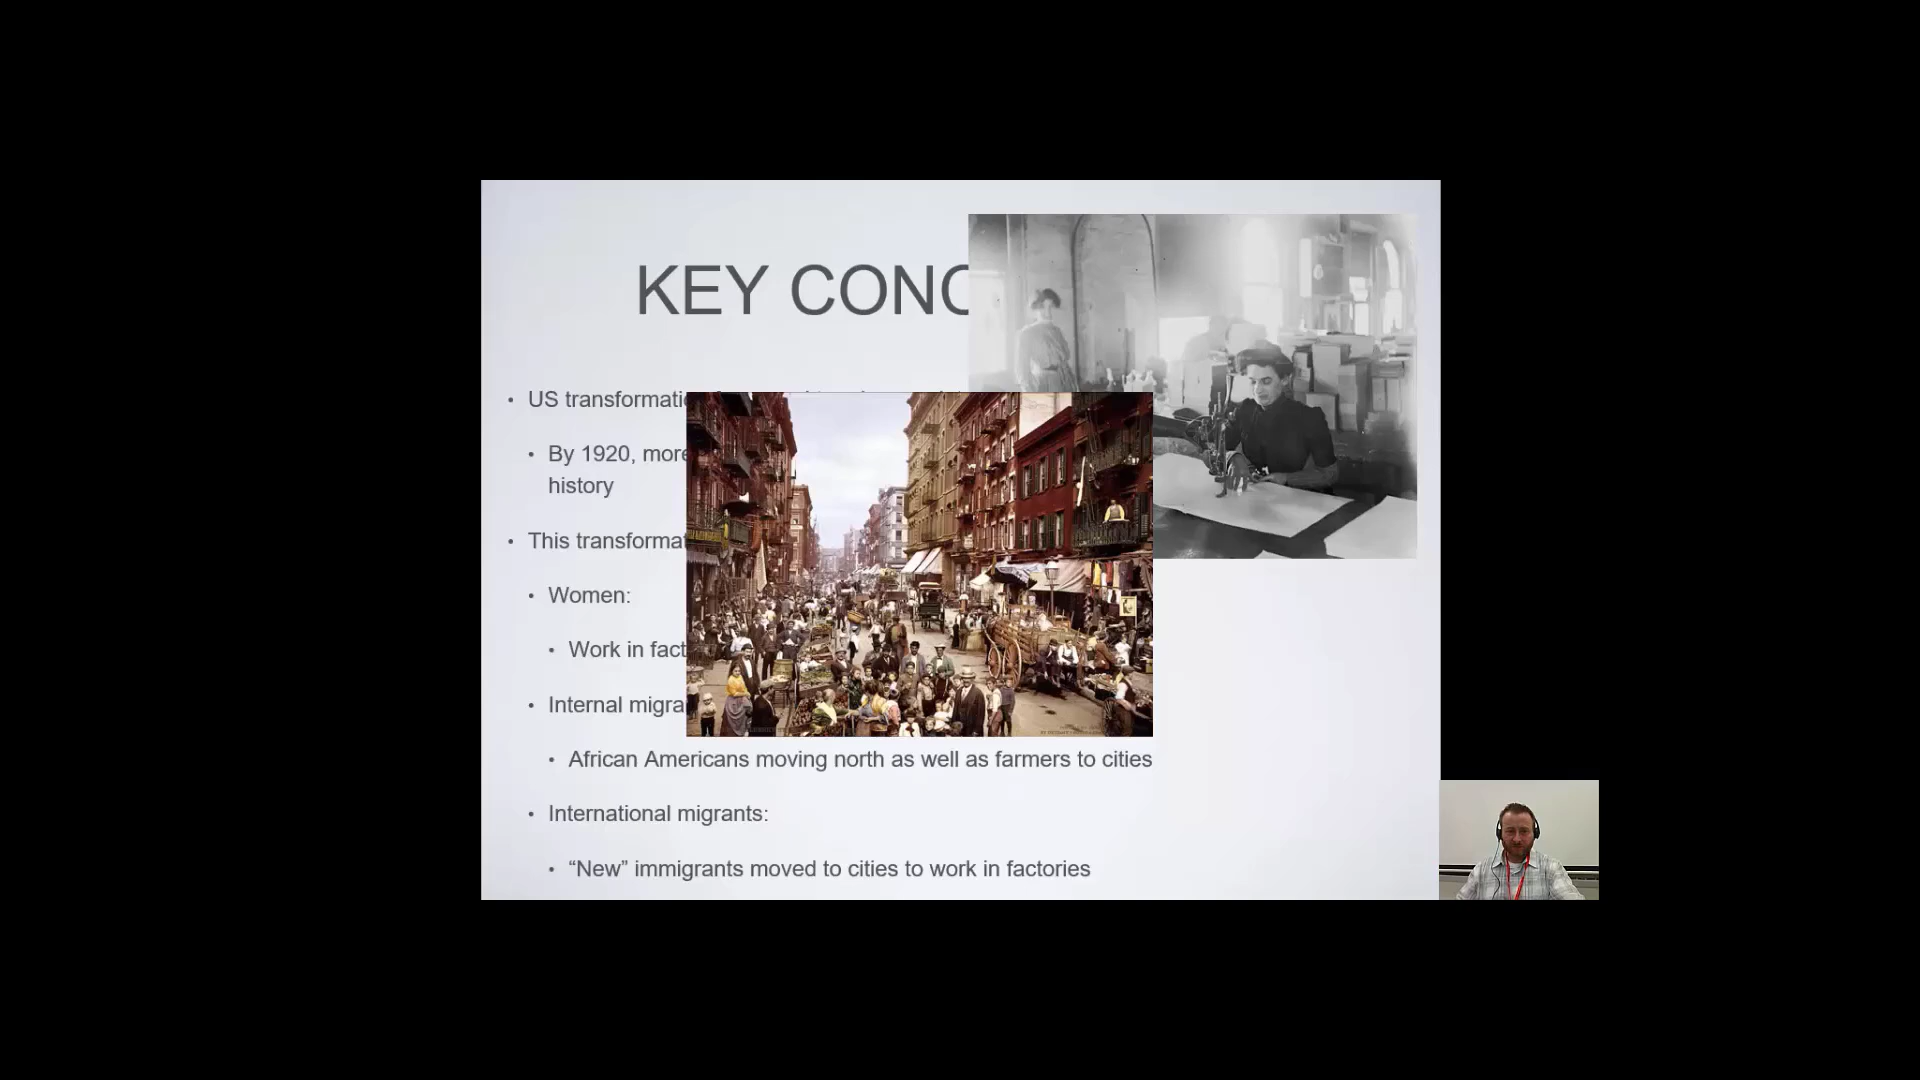 KEY CONC
• US transformatio
• By 1920, more
history
• This transformat
• Women:
• Work in fact
• Internal migra
• African Americans moving north as well as farmers to cities
• International migrants:
• “New” immigrants moved to cities to work in factories